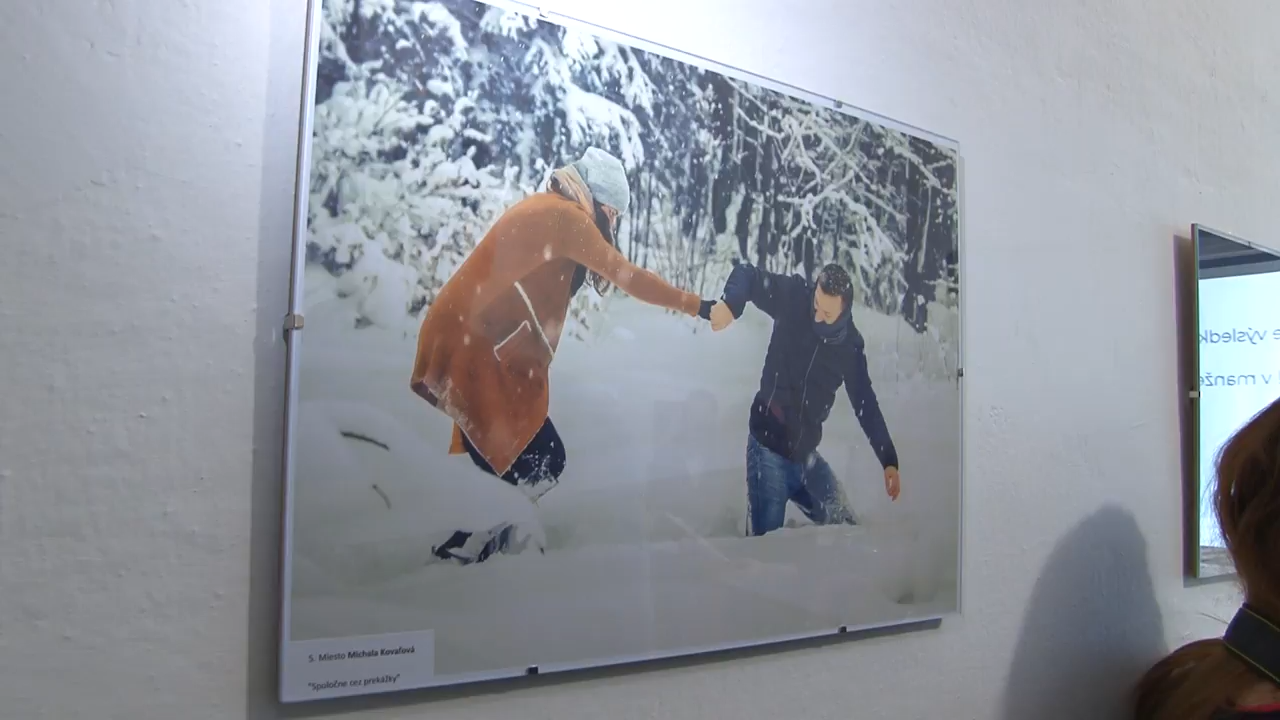 5. Miesto Michala Kovaľová
"Spoločne cez prekážky"
e výsledk
v manže